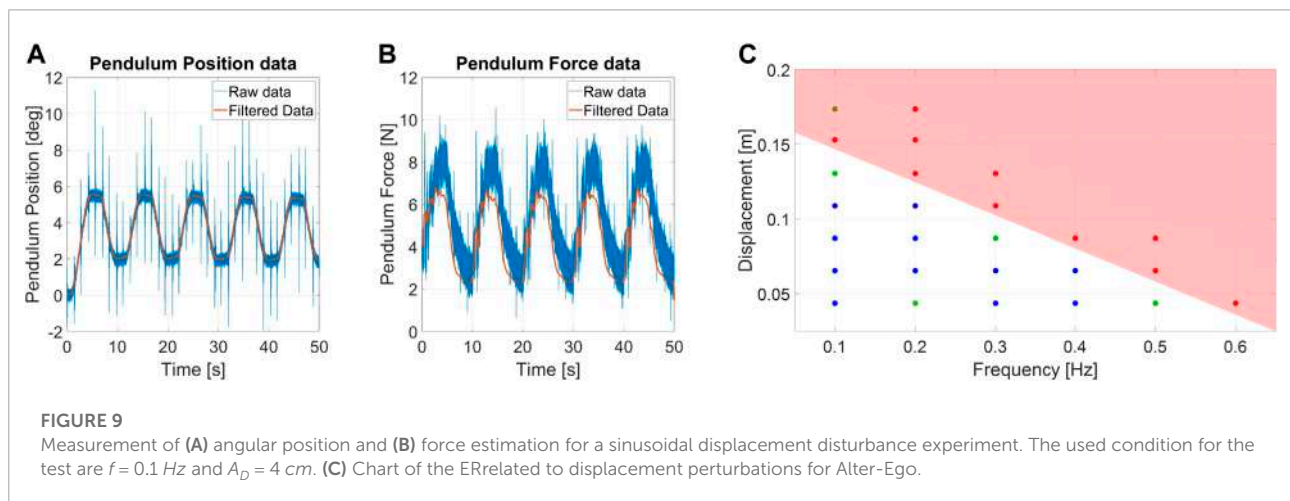 A
Pendulum Position data
Raw data
Filtered Data
Pendulum Position [deg]
12
10
8
6
4
2
0
-2
0 10 20 30 40 50
Time [s]
B
Pendulum Force data
Raw data
Filtered Data
Pendulum Force [N]
12
10
8
6
4
2
0
0 10 20 30 40 50
Time [s]
C
Displacement [m]
0.2
0.15
0.1
0.05
0.1 0.2 0.3 0.4 0.5 0.6
Frequency [Hz]
FIGURE 9
Measurement of (A) angular position and (B) force estimation for a sinusoidal displacement disturbance experiment. The used condition for the
test are f = 0.1 Hz and A_D = 4 cm. (C) Chart of the ERrelated to displacement perturbations for Alter-Ego.